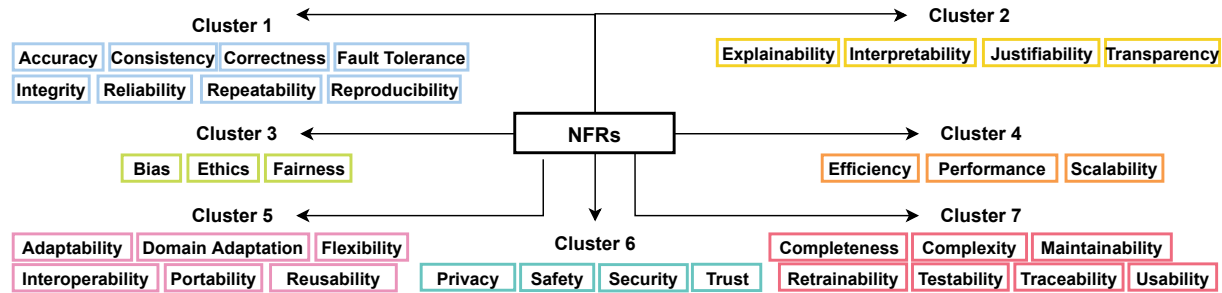 Cluster 1
Accuracy Consistency Correctness Fault Tolerance
Integrity Reliability Repeatability Reproducibility
Cluster 2
Explainability Interpretability Justifiability Transparency
NFRs
Cluster 3
Bias Ethics Fairness
Cluster 4
Efficiency Performance Scalability
Cluster 5
Adaptability Domain Adaptation Flexibility
Interoperability Portability Reusability
Cluster 6
Privacy Safety Security Trust
Cluster 7
Completeness Complexity Maintainability
Retrainability Testability Traceability Usability